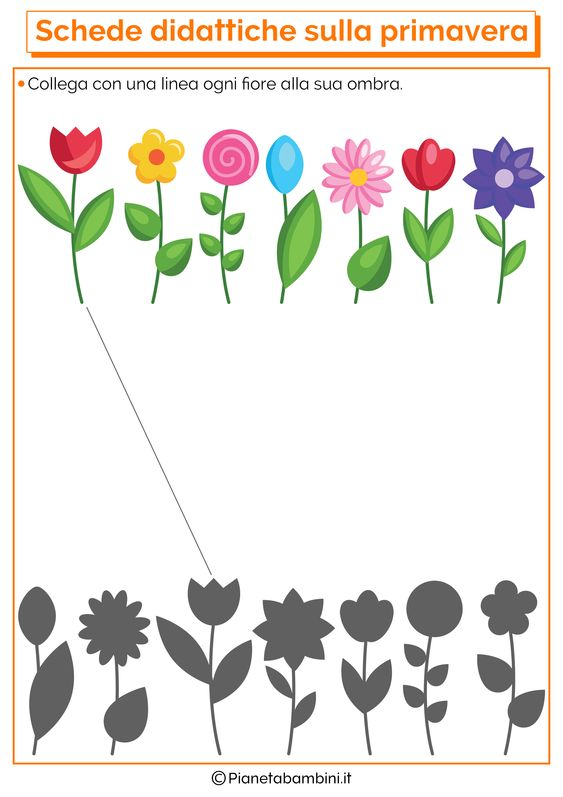 Schede didattiche sulla primavera
• Collega con una linea ogni fiore alla sua ombra.
©Pianetabambini.it